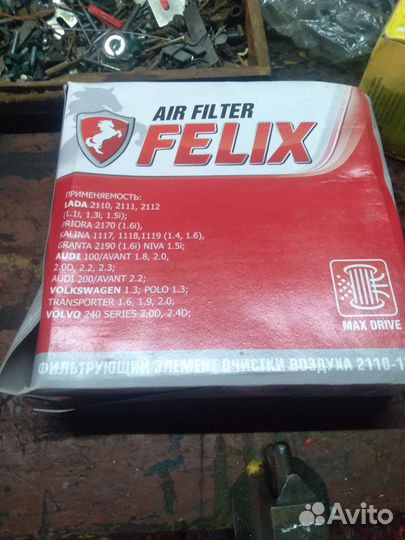 AIR FILTER
FELIX
ПРИМЕНЯЕМОСТЬ:
LADA 2110, 2111, 2112
(1.1i, 1.3i, 1.5i);
PRIORA 2170 (1.6i),
KALINA 1117, 1118,1119 (1.4, 1.6),
GRANTA 2190 (1.6i) NIVA 1.5i;
AUDI 100/AVANT 1.8, 2.0,
2.0D, 2.2, 2.3;
AUDI 200/AVANT 2.2;
VOLKSWAGEN 1.3; POLO 1.3;
TRANSPORTER 1.6, 1.9, 2.0;
VOLVO 240 SERIES 2.0D, 2.4D;
MAX DRIVE
ФИЛЬТРУЮЩИЙ ЭЛЕМЕНТ ОЧИСТКИ ВОЗДУХА 2110-1
Avito